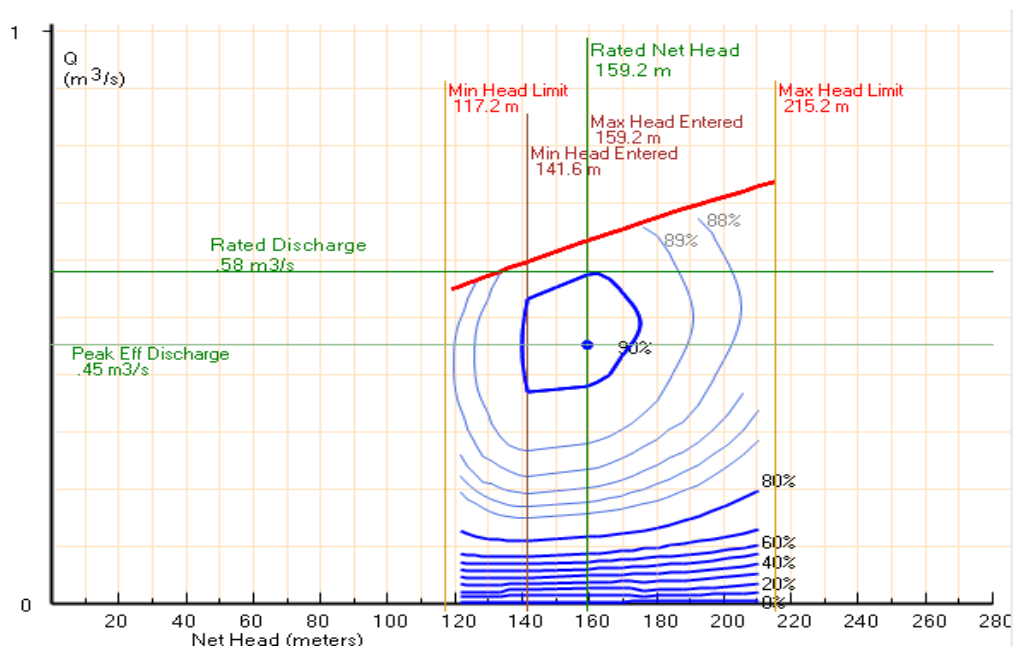 1
Q
(m3/s)
Rated Net Head
159.2 m
Min Head Limit
117.2 m
Max Head Limit
215.2 m
Max Head Entered
159.2 m
Min Head Entered
141.6 m
88%
89%
Rated Discharge
.58 m3/s
90%
Peak Eff Discharge
.45 m3/s
80%
60%
40%
20%
0%
0
20 40 60 80 100 120 140 160 180 200 220 240 260 280
Net Head (meters)